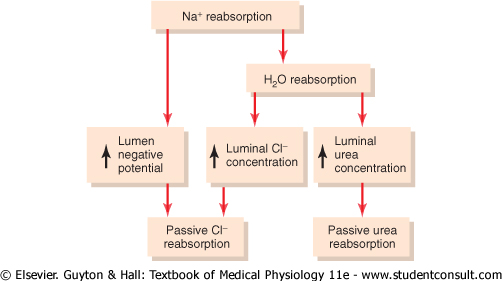 Na⁺ reabsorption
H₂O reabsorption
Lumen
negative
potential
Luminal Cl⁻
concentration
Luminal
urea
concentration
Passive Cl⁻
reabsorption
Passive urea
reabsorption
© Elsevier. Guyton & Hall: Textbook of Medical Physiology 11e - www.studentconsult.com